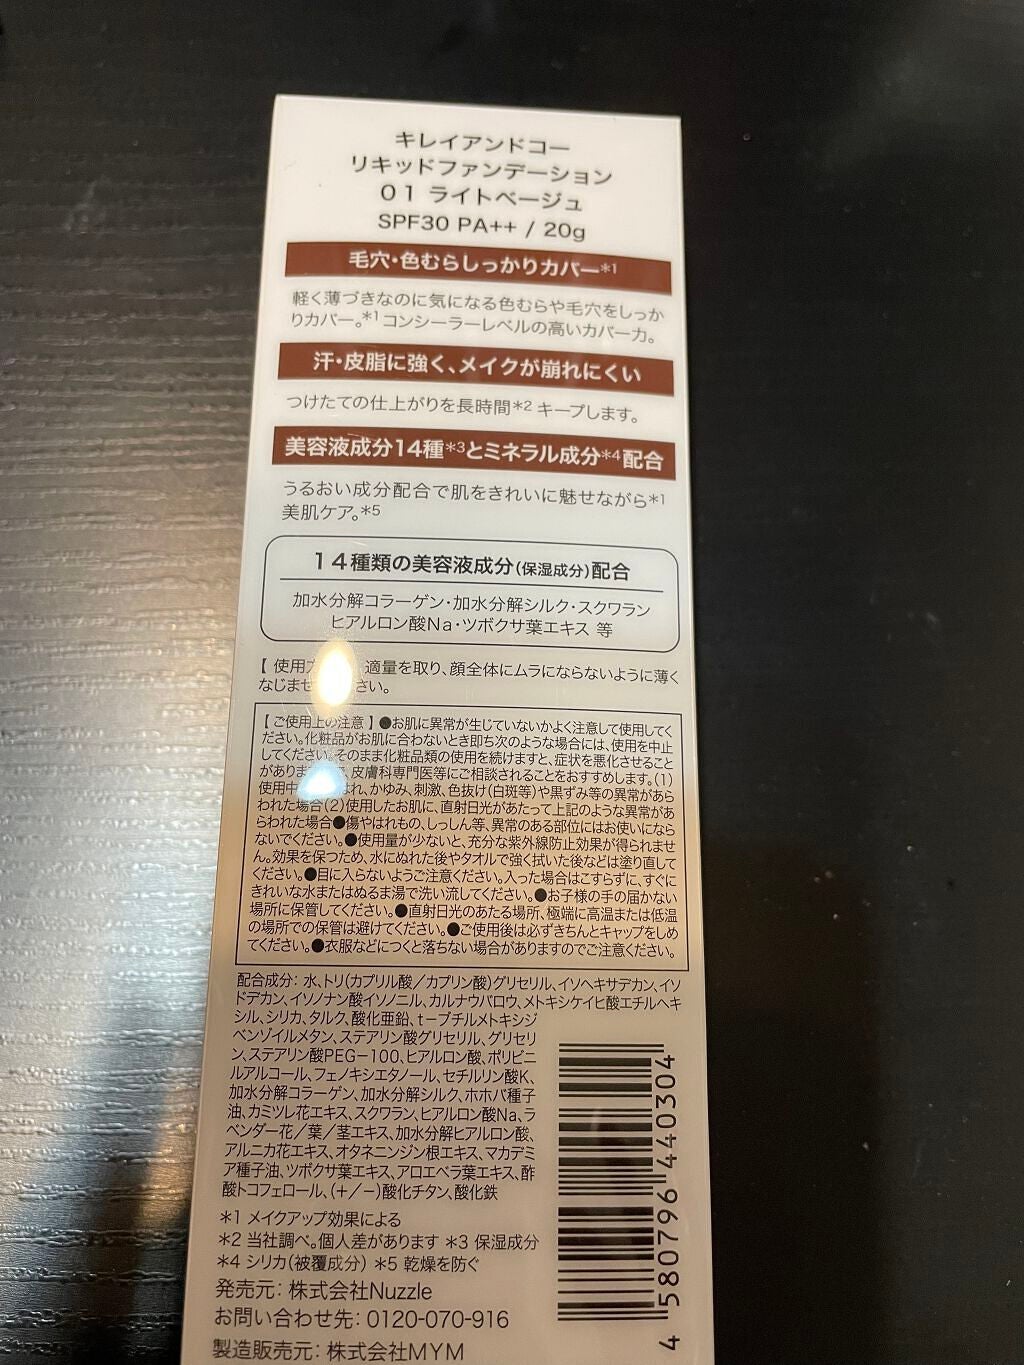 キレイアンドコー
リキッドファンデーション
01 ライトベージュ
SPF30 PA++ / 20g
毛穴・色むらしっかりカバー*1
軽く薄づきなのに気になる色むらや毛穴をしっか
りカバー。*1コンシーラーレベルの高いカバー力。
汗・皮脂に強く、メイクが崩れにくい
つけたての仕上がりを長時間*2 キープします。
美容液成分14種*3とミネラル成分*4配合
うるおい成分配合で肌をきれいに魅せながら*1
美肌ケア。*5
14種類の美容液成分(保湿成分)配合
加水分解コラーゲン・加水分解シルク・スクワラン
ヒアルロン酸Na・ツボクサ葉エキス 等
【 使用 適量を取り、顔全体にムラにならないように薄く
なじませ さい。
【 ご使用上の注意 】●お肌に異常が生じていないかよく注意して使用してく
ださい。化粧品がお肌に合わないとき即ち次のような場合には、使用を中止
してください。そのまま化粧品類の使用を続けますと、症状を悪化させること
がありま 皮膚科専門医等にご相談されることをおすすめします。(1)
使用中 れ、かゆみ、刺激、色抜け(白斑等)や黒ずみ等の異常があら
われた場合(2)使用したお肌に、直射日光があたって上記のような異常があ
らわれた場合●傷やはれもの、しっしん等、異常のある部位にはお使いになら
ないでください。●使用量が少ないと、充分な紫外線防止効果が得られませ
ん。効果を保つため、水にぬれた後やタオルで強く拭いた後などは塗り直して
ください。●目に入らないようご注意ください。入った場合はこすらずに、すぐに
きれいな水またはぬるま湯で洗い流してください。●お子様の手の届かない
場所に保管してください。●直射日光のあたる場所、極端に高温または低温
の場所での保管は避けてください。●ご使用後は必ずきちんとキャップをしめ
てください。●衣服などにつくと落ちない場合がありますのでご注意ください。
配合成分: 水、トリ(カプリル酸/カプリン酸)グリセリル、イソヘキサデカン、イソ
ドデカン、イソノナン酸イソノニル、カルナウバロウ、メトキシケイヒ酸エチルヘキ
シル、シリカ、タルク、酸化亜鉛、t-ブチルメトキシジ
ベンゾイルメタン、ステアリン酸グリセリル、グリセリ
ン、ステアリン酸PEG-100、ヒアルロン酸、ポリビニ
ルアルコール、フェノキシエタノール、セチルリン酸K、
加水分解コラーゲン、加水分解シルク、ホホバ種子
油、カミツレ花エキス、スクワラン、ヒアルロン酸Na、ラ
ベンダー花/葉/茎エキス、加水分解ヒアルロン酸、
アルニカ花エキス、オタネニンジン根エキス、マカデミ
ア種子油、ツボクサ葉エキス、アロエベラ葉エキス、酢
酸トコフェロール、(+/-)酸化チタン、酸化鉄
*1 メイクアップ効果による
*2 当社調べ。個人差があります *3 保湿成分
*4 シリカ(被覆成分) *5 乾燥を防ぐ
発売元: 株式会社Nuzzle
お問い合わせ先: 0120-070-916
製造販売元: 株式会社MYM
4 580796 440304